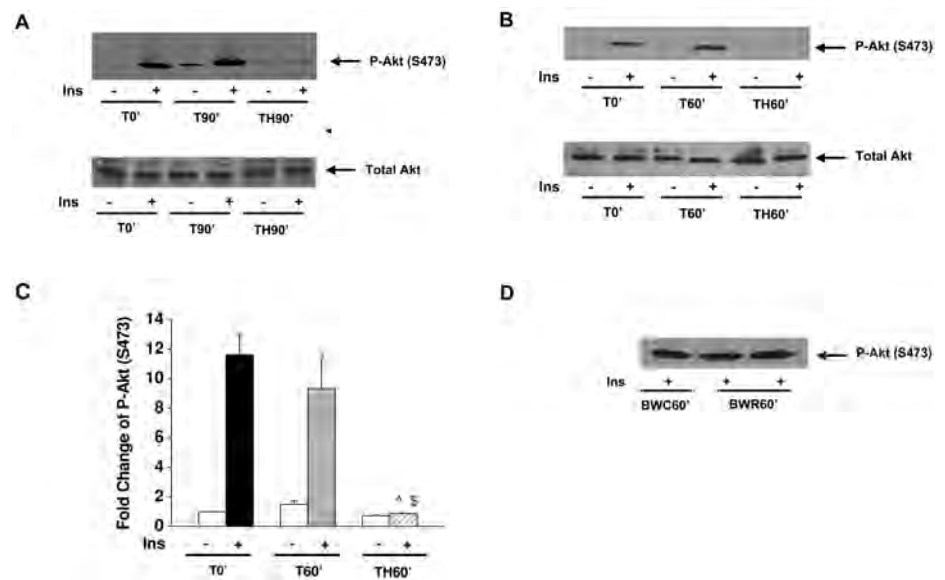 A
P-Akt (S473)
Ins - + - + - +
T0' T90' TH90'
Total Akt
Ins - + - + - +
T0' T90' TH90'
B
P-Akt (S473)
Ins - + - + - +
T0' T60' TH60'
Total Akt
Ins - + - + - +
T0' T60' TH60'
C
Fold Change of P-Akt (S473)
14
12
10
8
6
4
2
0
^ §
Ins - + - + - +
T0' T60' TH60'
D
P-Akt (S473)
Ins + + +
BWC60' BWR60'